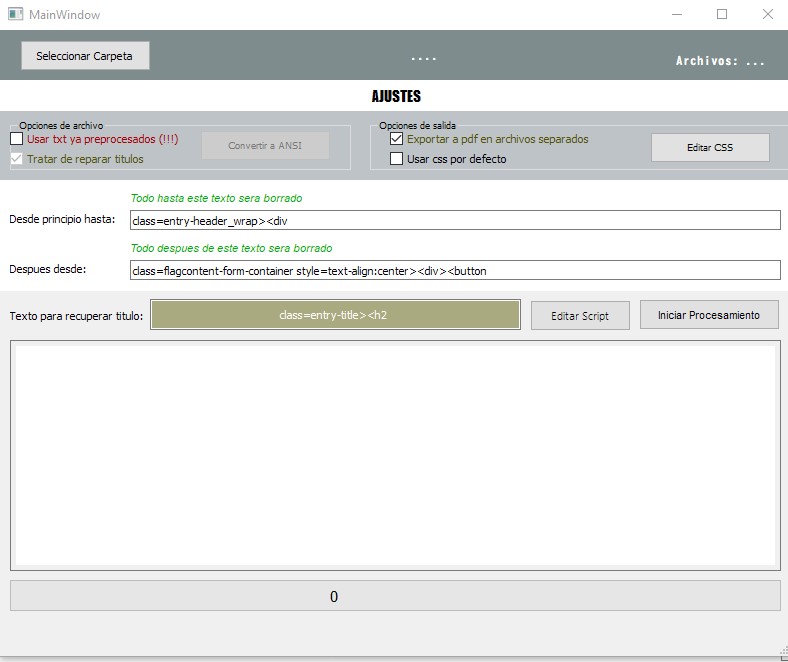 MainWindow
Seleccionar Carpeta
....
Archivos: ...
AJUSTES
Opciones de archivo
Usar txt ya preprocesados (!!!)
Convertir a ANSI
Tratar de reparar titulos
Opciones de salida
Exportar a pdf en archivos separados
Usar css por defecto
Editar CSS
Todo hasta este texto sera borrado
Desde principio hasta:
class=entry-header_wrap><div
Todo despues de este texto sera borrado
Despues desde:
class=flagcontent-form-container style=text-align:center><div><button
Texto para recuperar titulo:
class=entry-title><h2
Editar Script
Iniciar Procesamiento
0